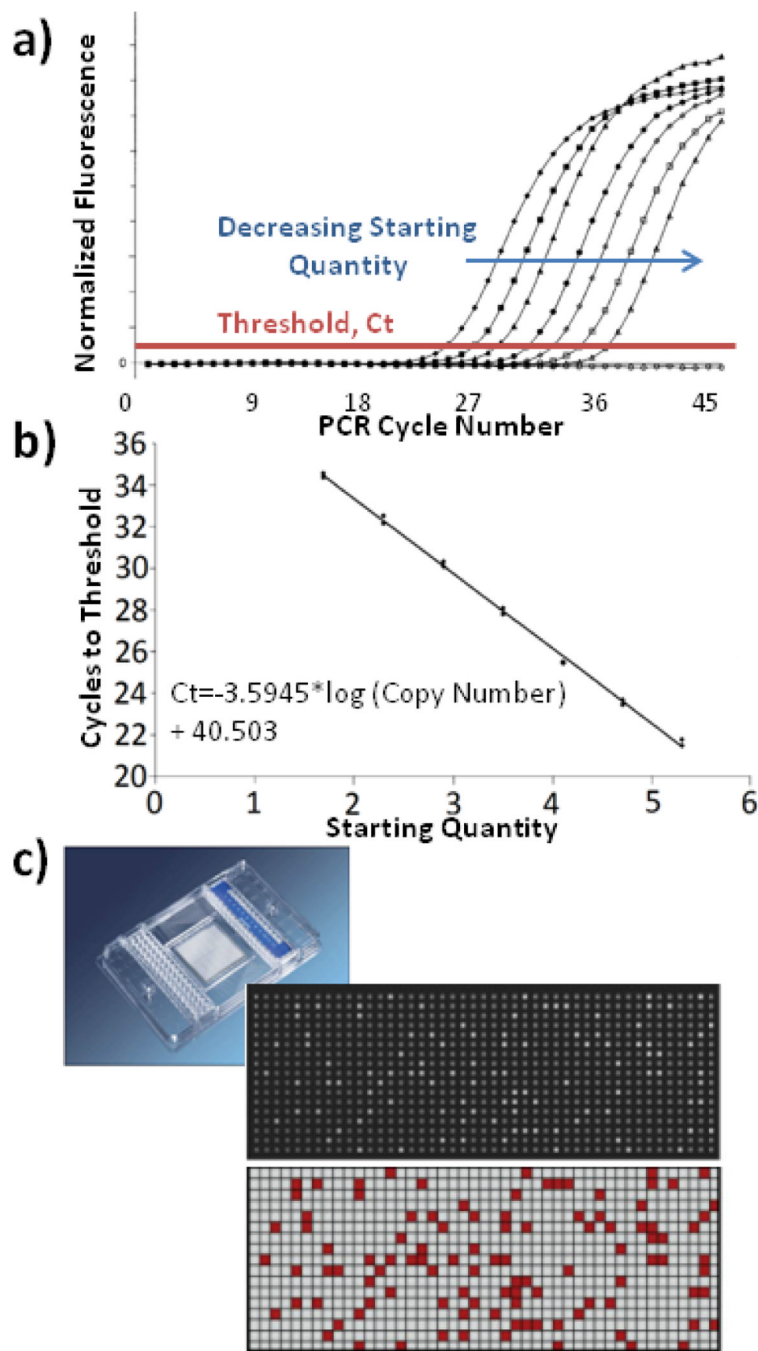 a)
Normalized Fluorescence
Decreasing Starting
Quantity
Threshold, Ct
0
0 9 18 27 36 45
PCR Cycle Number
b)
Cycles to Threshold
36
34
32
30
28
26
24
22
20
Ct=-3.5945*log (Copy Number)
+ 40.503
0 1 2 3 4 5 6
Starting Quantity
c)